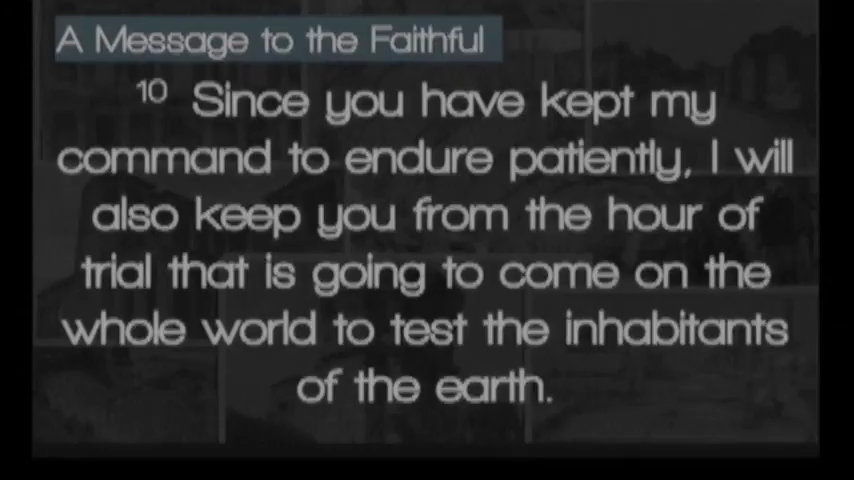 A Message to the Faithful
10 Since you have kept my
command to endure patiently, I will
also keep you from the hour of
trial that is going to come on the
whole world to test the inhabitants
of the earth.